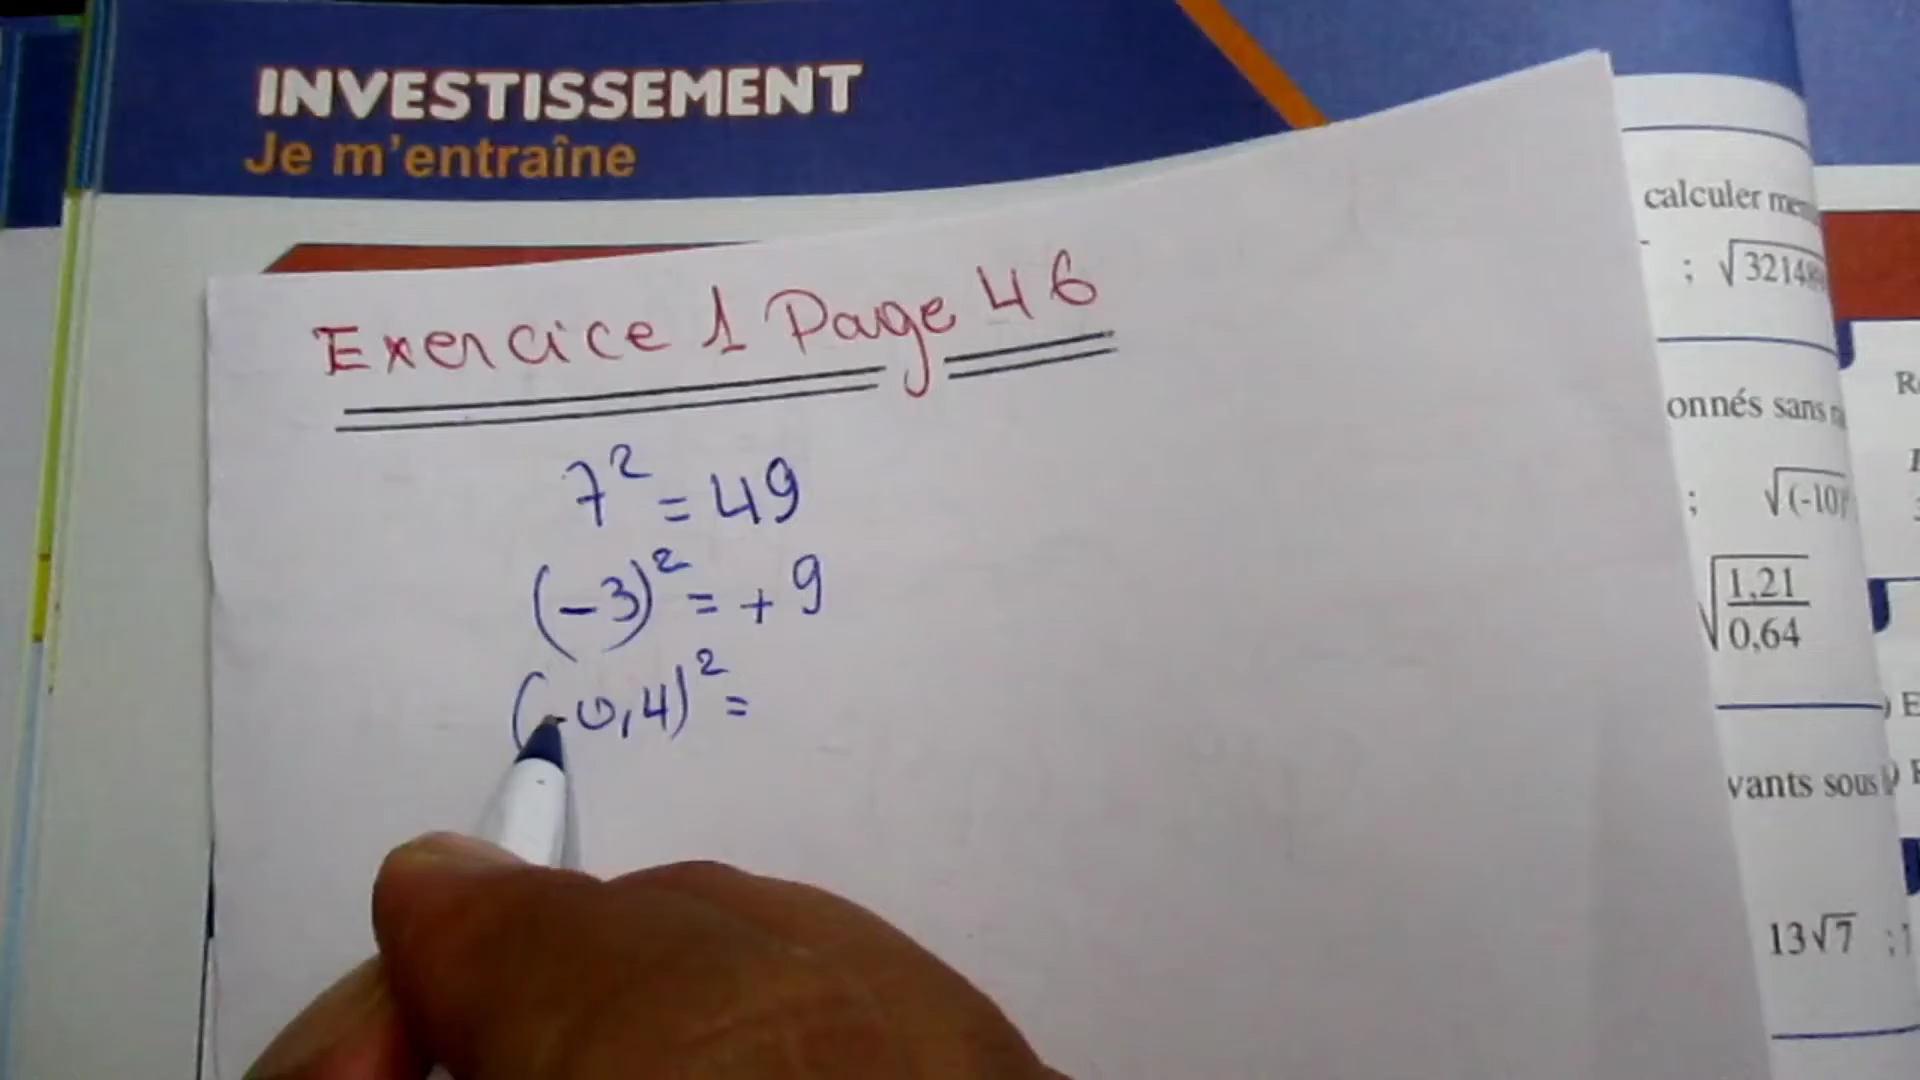 INVESTISSEMENT
Je m'entraîne
Exercice 1 Page 46
7² = 49
(-3)² = + 9
(-0,4)² =
calculer
; √3214
onnés sans
; √(-10)
√1,21/0,64
vants sous
13√7 ;